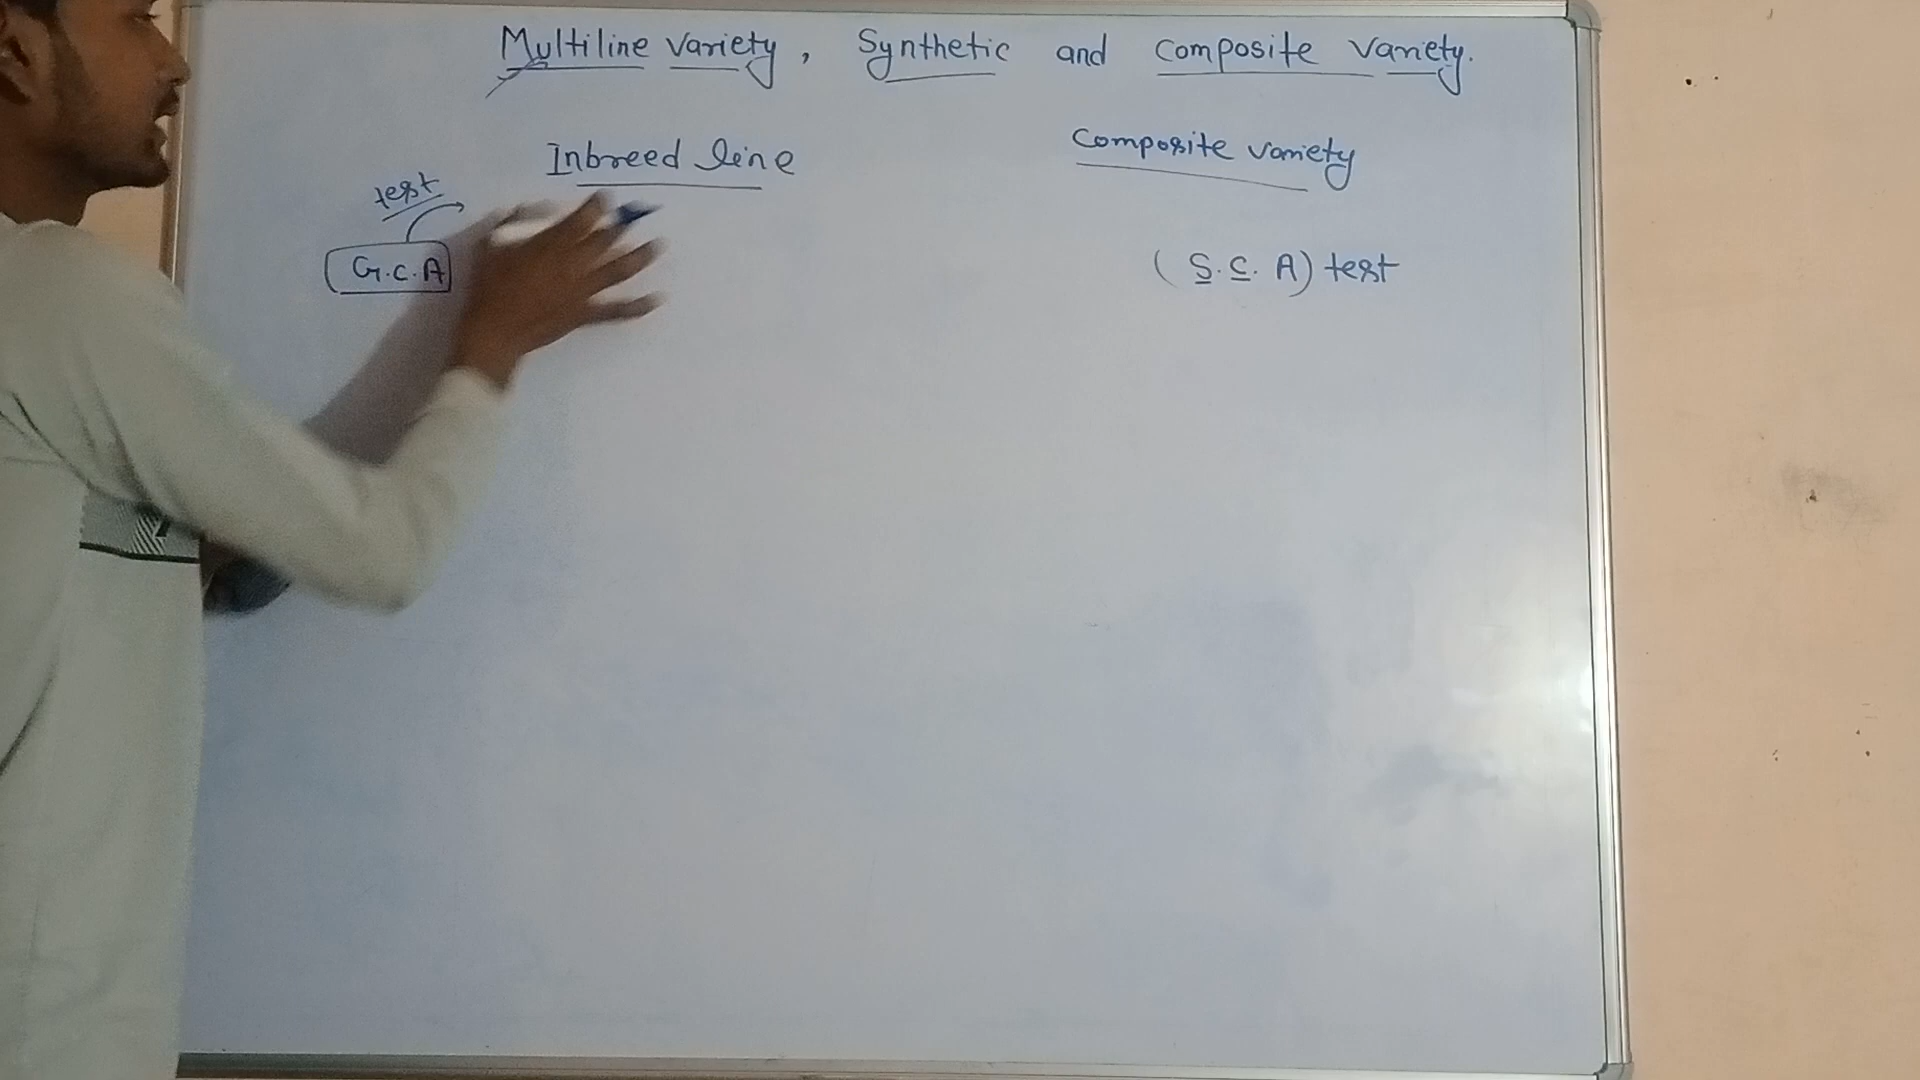 Multiline variety, Synthetic and composite variety.
Inbreed line
composite variety
test
G.C.A
(S.C.A) test